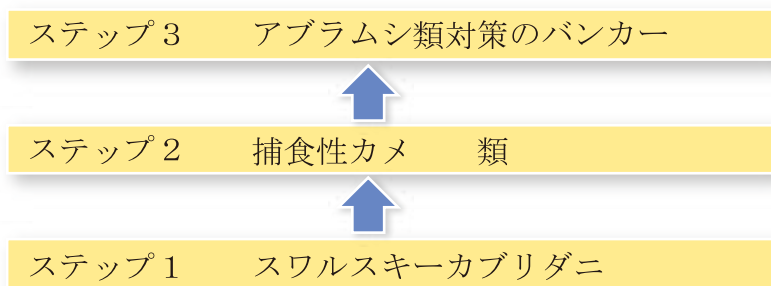 ステップ３　アブラムシ類対策のバンカー
ステップ２　捕食性カメ　　類
ステップ１　スワルスキーカブリダニ